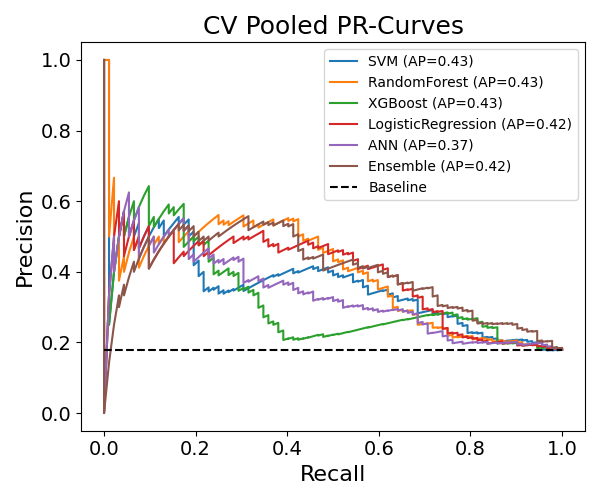 CV Pooled PR-Curves
SVM (AP=0.43)
RandomForest (AP=0.43)
XGBoost (AP=0.43)
LogisticRegression (AP=0.42)
ANN (AP=0.37)
Ensemble (AP=0.42)
Baseline
Precision
1.0
0.8
0.6
0.4
0.2
0.0
0.0 0.2 0.4 0.6 0.8 1.0
Recall